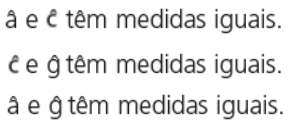 â e ĉ têm medidas iguais.
ĉ e ĝ têm medidas iguais.
â e ĝ têm medidas iguais.